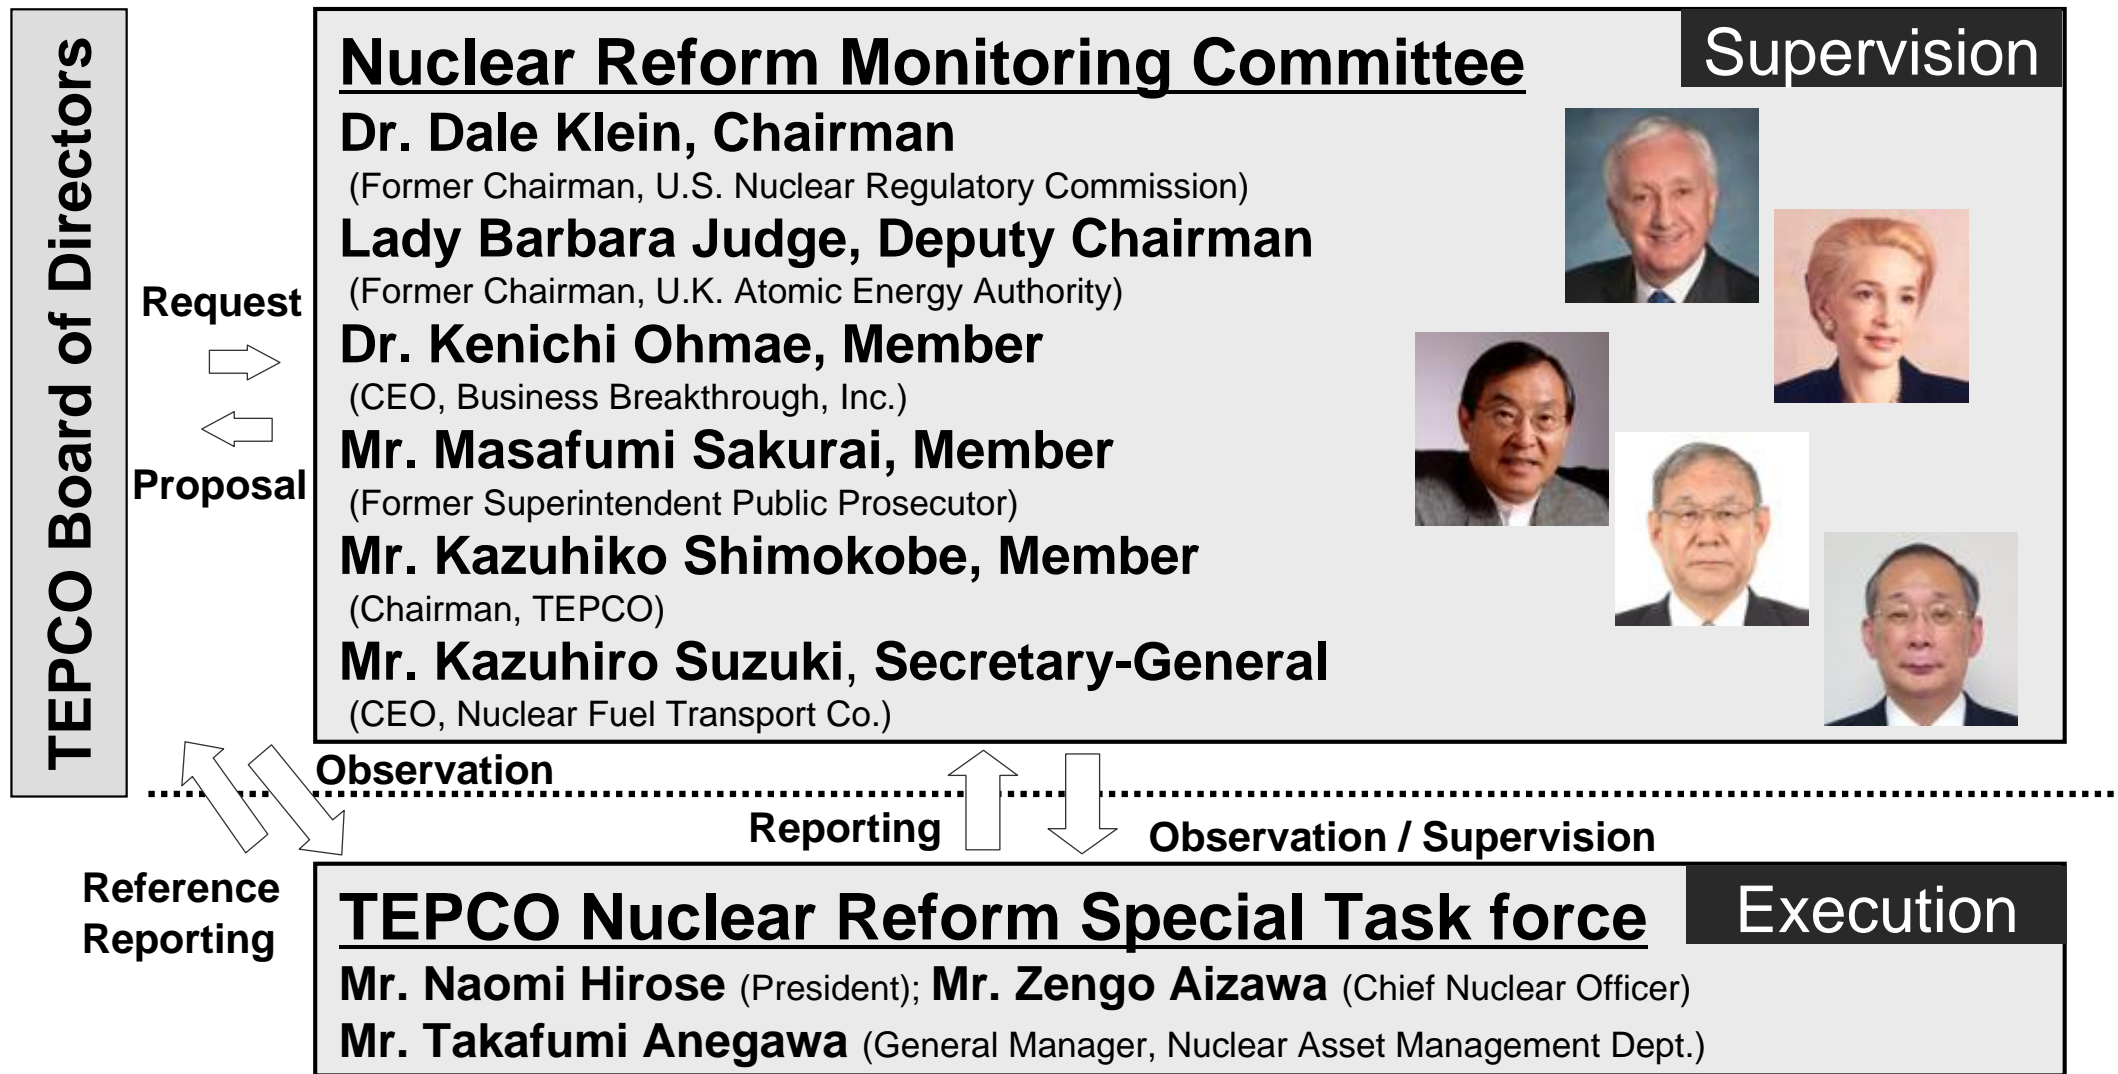 TEPCO Board of Directors
Nuclear Reform Monitoring Committee
Supervision
Dr. Dale Klein, Chairman
(Former Chairman, U.S. Nuclear Regulatory Commission)
Lady Barbara Judge, Deputy Chairman
(Former Chairman, U.K. Atomic Energy Authority)
Dr. Kenichi Ohmae, Member
(CEO, Business Breakthrough, Inc.)
Mr. Masafumi Sakurai, Member
(Former Superintendent Public Prosecutor)
Mr. Kazuhiko Shimokobe, Member
(Chairman, TEPCO)
Mr. Kazuhiro Suzuki, Secretary-General
(CEO, Nuclear Fuel Transport Co.)
Request
Proposal
Observation
Reporting
Observation / Supervision
Reference
Reporting
TEPCO Nuclear Reform Special Task force
Execution
Mr. Naomi Hirose (President); Mr. Zengo Aizawa (Chief Nuclear Officer)
Mr. Takafumi Anegawa (General Manager, Nuclear Asset Management Dept.)